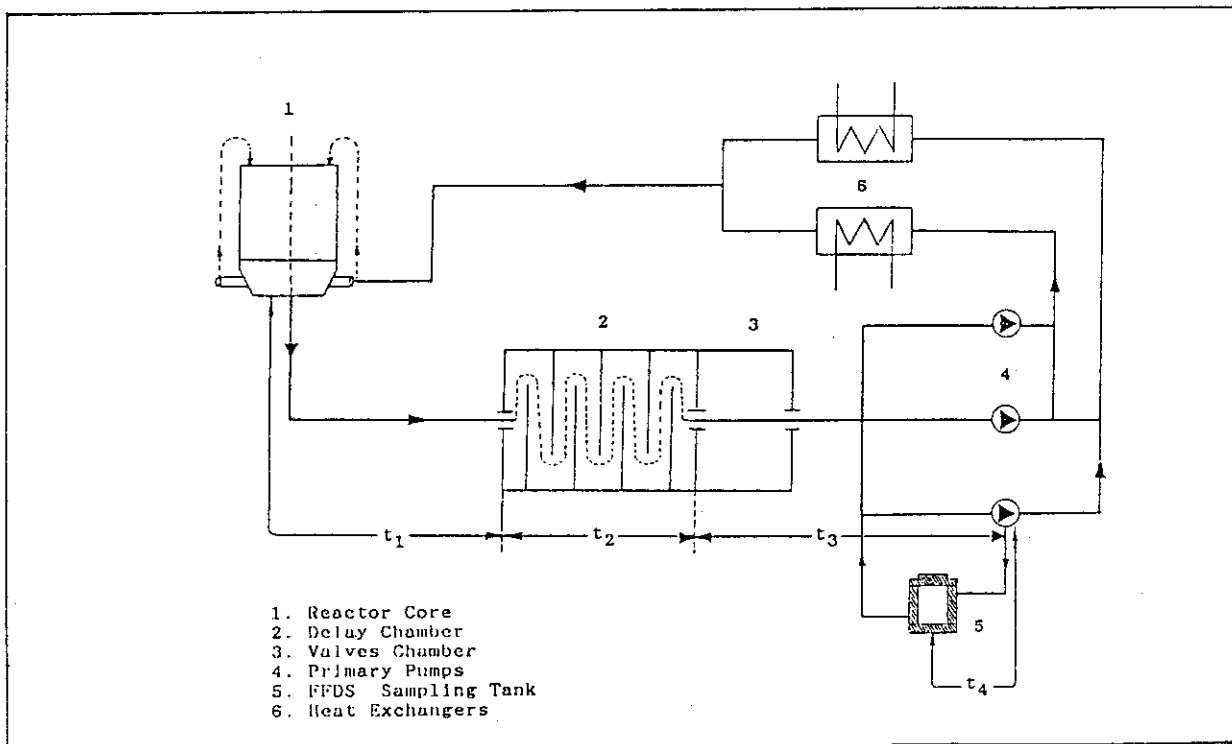 1
6
2
3
4
t₁
t₂
t₃
5
t₄
1. Reactor Core
2. Delay Chamber
3. Valves Chamber
4. Primary Pumps
5. FFDS Sampling Tank
6. Heat Exchangers